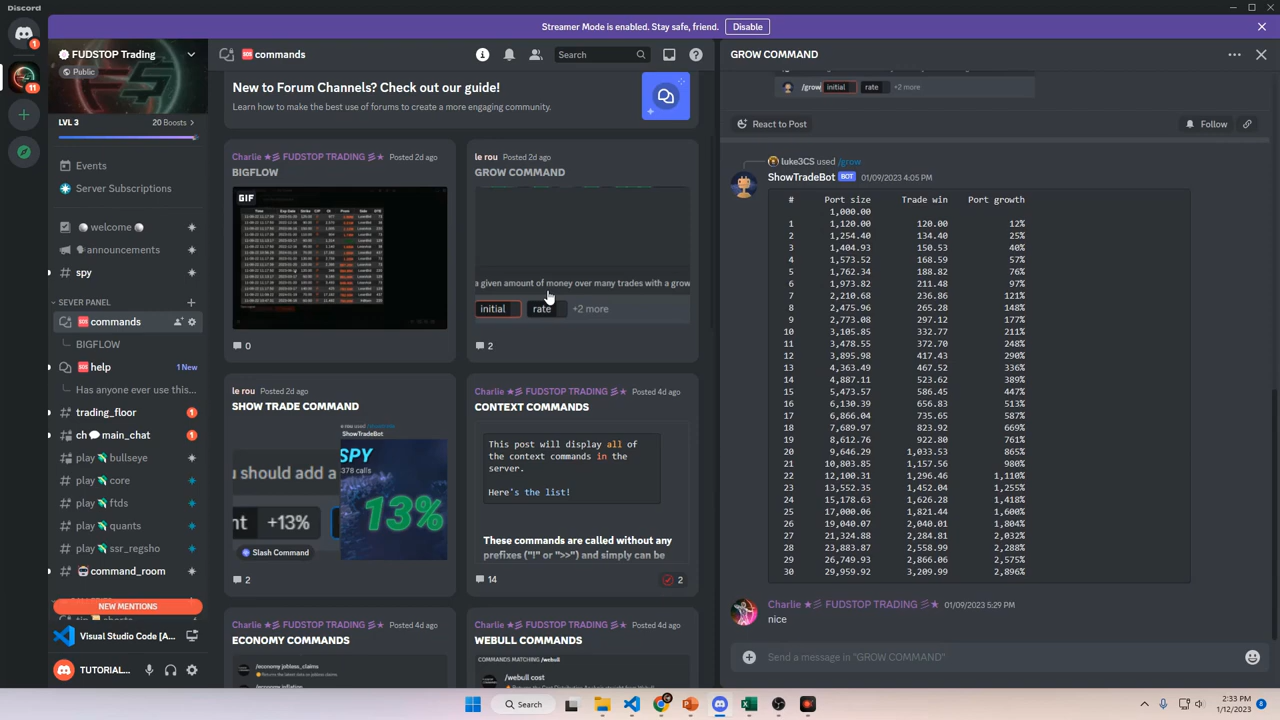 Discord
Streamer Mode is enabled. Stay safe, friend.
Disable
1
11
FUDSTOP Trading
Public
LVL 3
20 Boosts
Events
Server Subscriptions
welcome
announcements
spy
SEVER PANEL
SOS commands
BIGFLOW
SOS help
1 New
Has anyone ever use this...
trading_floor
1
ch main_chat
1
play bullseye
play core
play ftds
play quants
play ssr_regsho
command_room
NEW MENTIONS
Visual Studio Code [A...
TUTORIAL...
SOS commands
Search
New to Forum Channels? Check out our guide!
Learn how to make the best use of forums to create a more engaging community.
Charlie ★彡 FUDSTOP TRADING 彡★ Posted 2d ago
BIGFLOW
GIF
0
le rou Posted 2d ago
GROW COMMAND
a given amount of money over many trades with a grow
initial rate +2 more
2
le rou Posted 2d ago
SHOW TRADE COMMAND
ShowTradeBot
SPY
378 calls
should add a
nt +13%
13%
Slash Command
2
Charlie ★彡 FUDSTOP TRADING 彡★ Posted 4d ago
CONTEXT COMMANDS
This post will display all of
the context commands in the
server.
Here's the list!
These commands are called without any
prefixes ("!" or ">>") and simply can be
14
2
Charlie ★彡 FUDSTOP TRADING 彡★ Posted 4d ago
ECONOMY COMMANDS
/economy jobless_claims
Charlie ★彡 FUDSTOP TRADING 彡★ Posted 4d ago
WEBULL COMMANDS
COMMANDS MATCHING /webull
/webull cost
GROW COMMAND
/grow initial rate +2 more
React to Post
Follow
luke3CS used /grow
ShowTradeBot BOT 01/09/2023 4:05 PM
# Port size Trade win Port growth
1,000.00
1 1,120.00 120.00 12%
2 1,254.40 134.40 25%
3 1,404.93 150.53 40%
4 1,573.52 168.59 57%
5 1,762.34 188.82 76%
6 1,973.82 211.48 97%
7 2,210.68 236.86 121%
8 2,475.96 265.28 148%
9 2,773.08 297.12 177%
10 3,105.85 332.77 211%
11 3,478.55 372.70 248%
12 3,895.98 417.43 290%
13 4,363.49 467.52 336%
14 4,887.11 523.62 389%
15 5,473.57 586.45 447%
16 6,130.39 656.83 513%
17 6,866.04 735.65 587%
18 7,689.97 823.92 669%
19 8,612.76 922.80 761%
20 9,646.29 1,033.53 865%
21 10,803.85 1,157.56 980%
22 12,100.31 1,296.46 1,110%
23 13,552.35 1,452.04 1,255%
24 15,178.63 1,626.28 1,418%
25 17,000.06 1,821.44 1,600%
26 19,040.07 2,040.01 1,804%
27 21,324.88 2,284.81 2,032%
28 23,883.87 2,558.99 2,288%
29 26,749.93 2,866.06 2,575%
30 29,959.92 3,209.99 2,896%
Charlie ★彡 FUDSTOP TRADING 彡★ 01/09/2023 5:29 PM
nice
Send a message in "GROW COMMAND"
Search
2:33 PM
1/12/2023